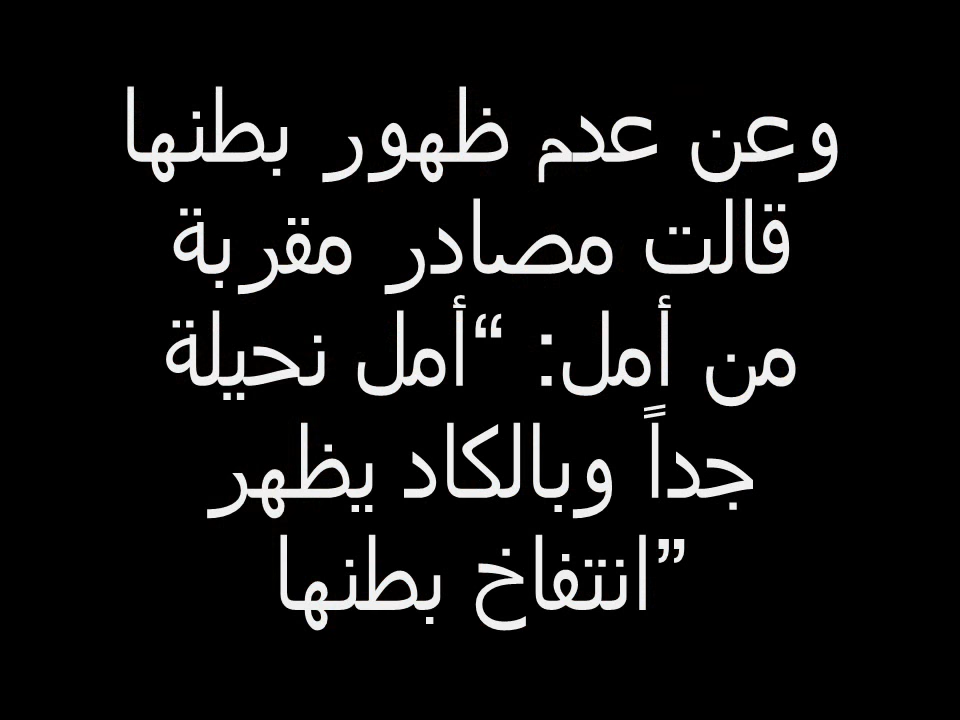 وعن عدم ظهور بطنها
قالت مصادر مقربة
من أمل: “أمل نحيلة
جداً وبالكاد يظهر
”انتفاخ بطنها